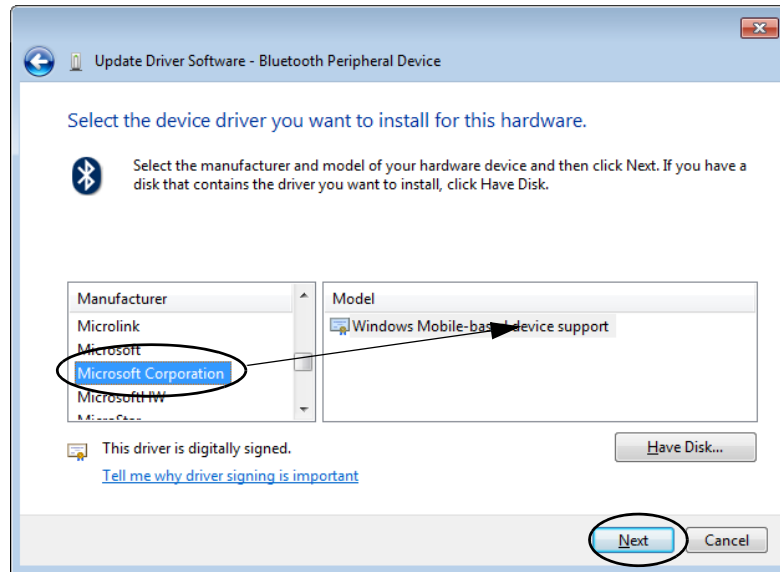 Update Driver Software - Bluetooth Peripheral Device
Select the device driver you want to install for this hardware.
Select the manufacturer and model of your hardware device and then click Next. If you have a
disk that contains the driver you want to install, click Have Disk.
Manufacturer
Model
Microlink
Windows Mobile-based device support
Microsoft
Microsoft Corporation
MicrosoftHW
This driver is digitally signed.
Have Disk...
Tell me why driver signing is important
Next
Cancel